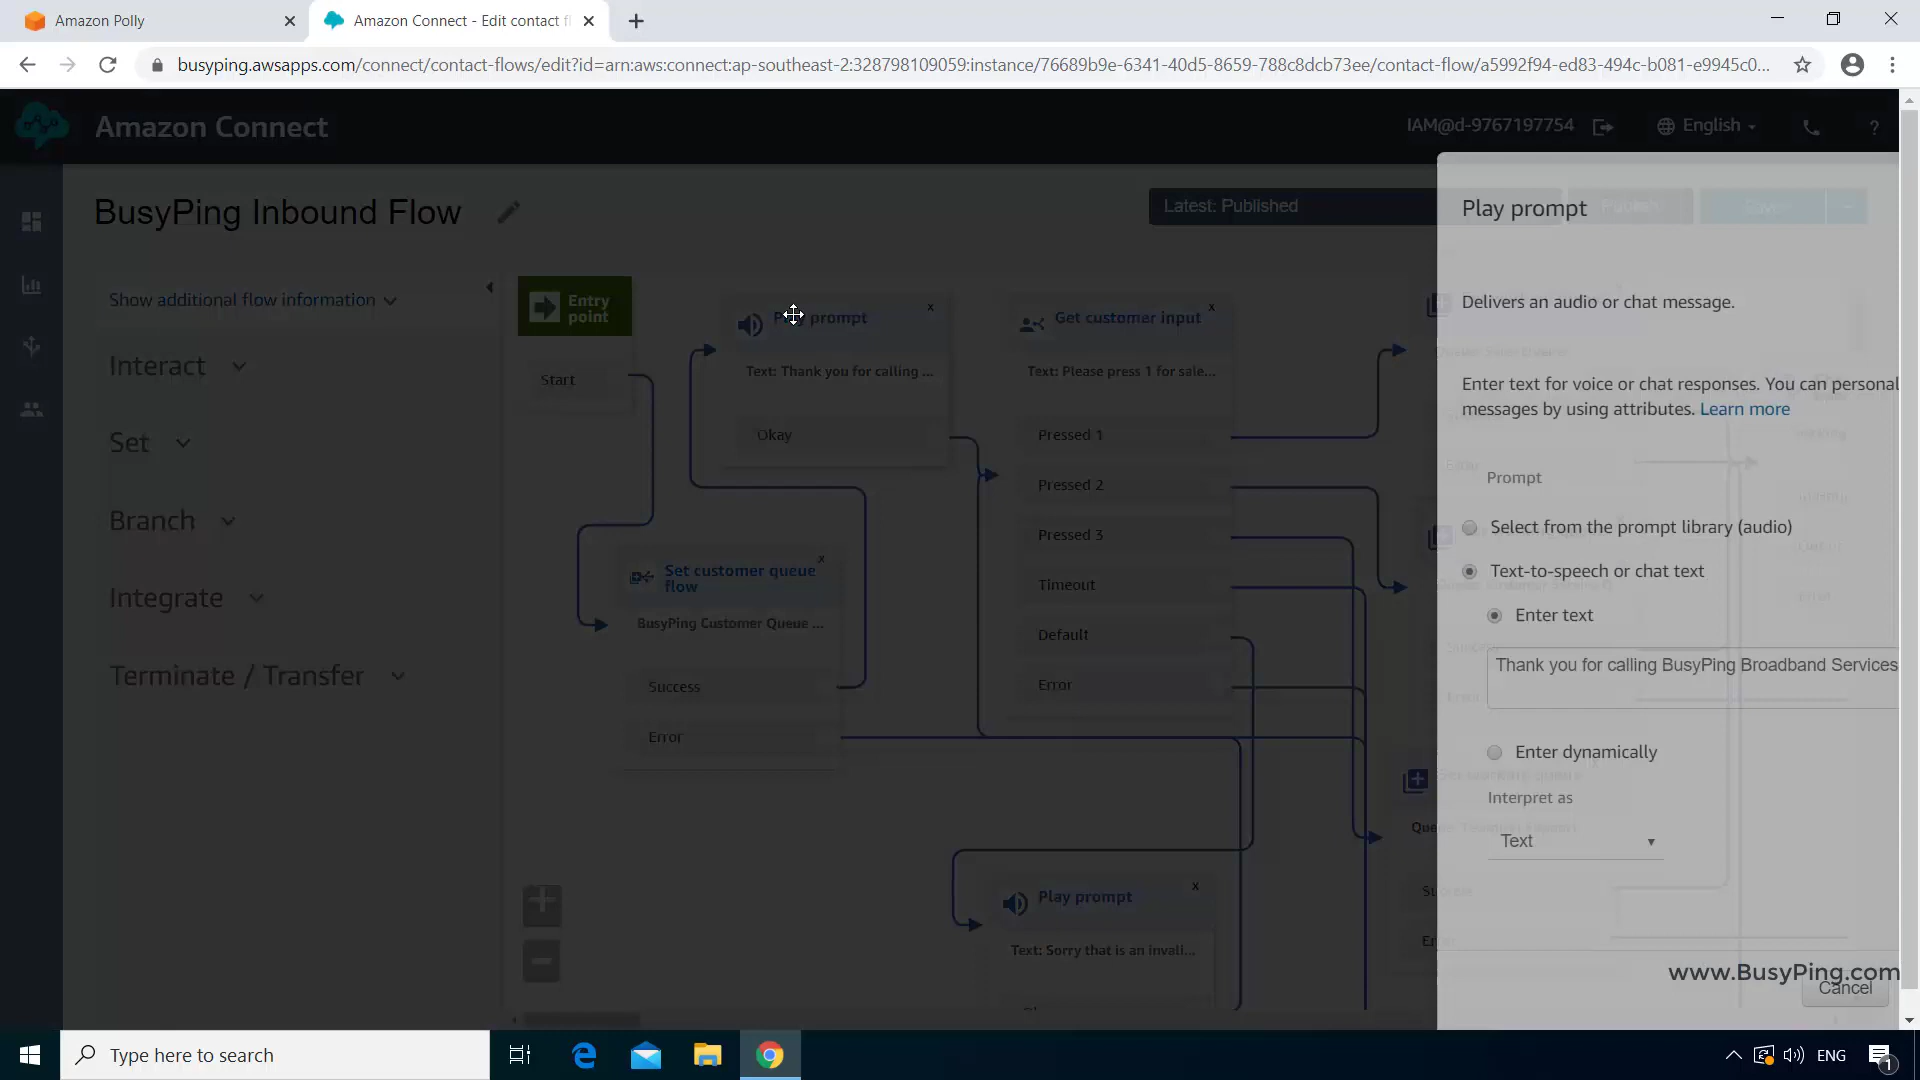 Amazon Polly
Amazon Connect - Edit contact fl
busyping.awsapps.com/connect/contact-flows/edit?id=arn:aws:connect:ap-southeast-2:328798109059:instance/76689b9e-6341-40d5-8659-788c8dcb73ee/contact-flow/a5992f94-ed83-494c-b081-e9945c0...
Amazon Connect
IAM@d-9767197754
English
?
BusyPing Inbound Flow
Latest: Published
Publish
Save
Play prompt
Show additional flow information
Interact
Set
Branch
Integrate
Terminate / Transfer
Entry point
Start
Play prompt
x
Text: Thank you for calling ...
Okay
Set customer queue flow
x
BusyPing Customer Queue ...
Success
Error
Get customer input
x
Text: Please press 1 for sale...
Pressed 1
Pressed 2
Pressed 3
Timeout
Default
Error
Play prompt
x
Text: Sorry that is an invali...
Delivers an audio or chat message.
Enter text for voice or chat responses. You can personal
messages by using attributes. Learn more
Prompt
Select from the prompt library (audio)
Text-to-speech or chat text
Enter text
Thank you for calling BusyPing Broadband Services
Enter dynamically
Interpret as
Text
www.BusyPing.com
Cancel
Type here to search
ENG
1